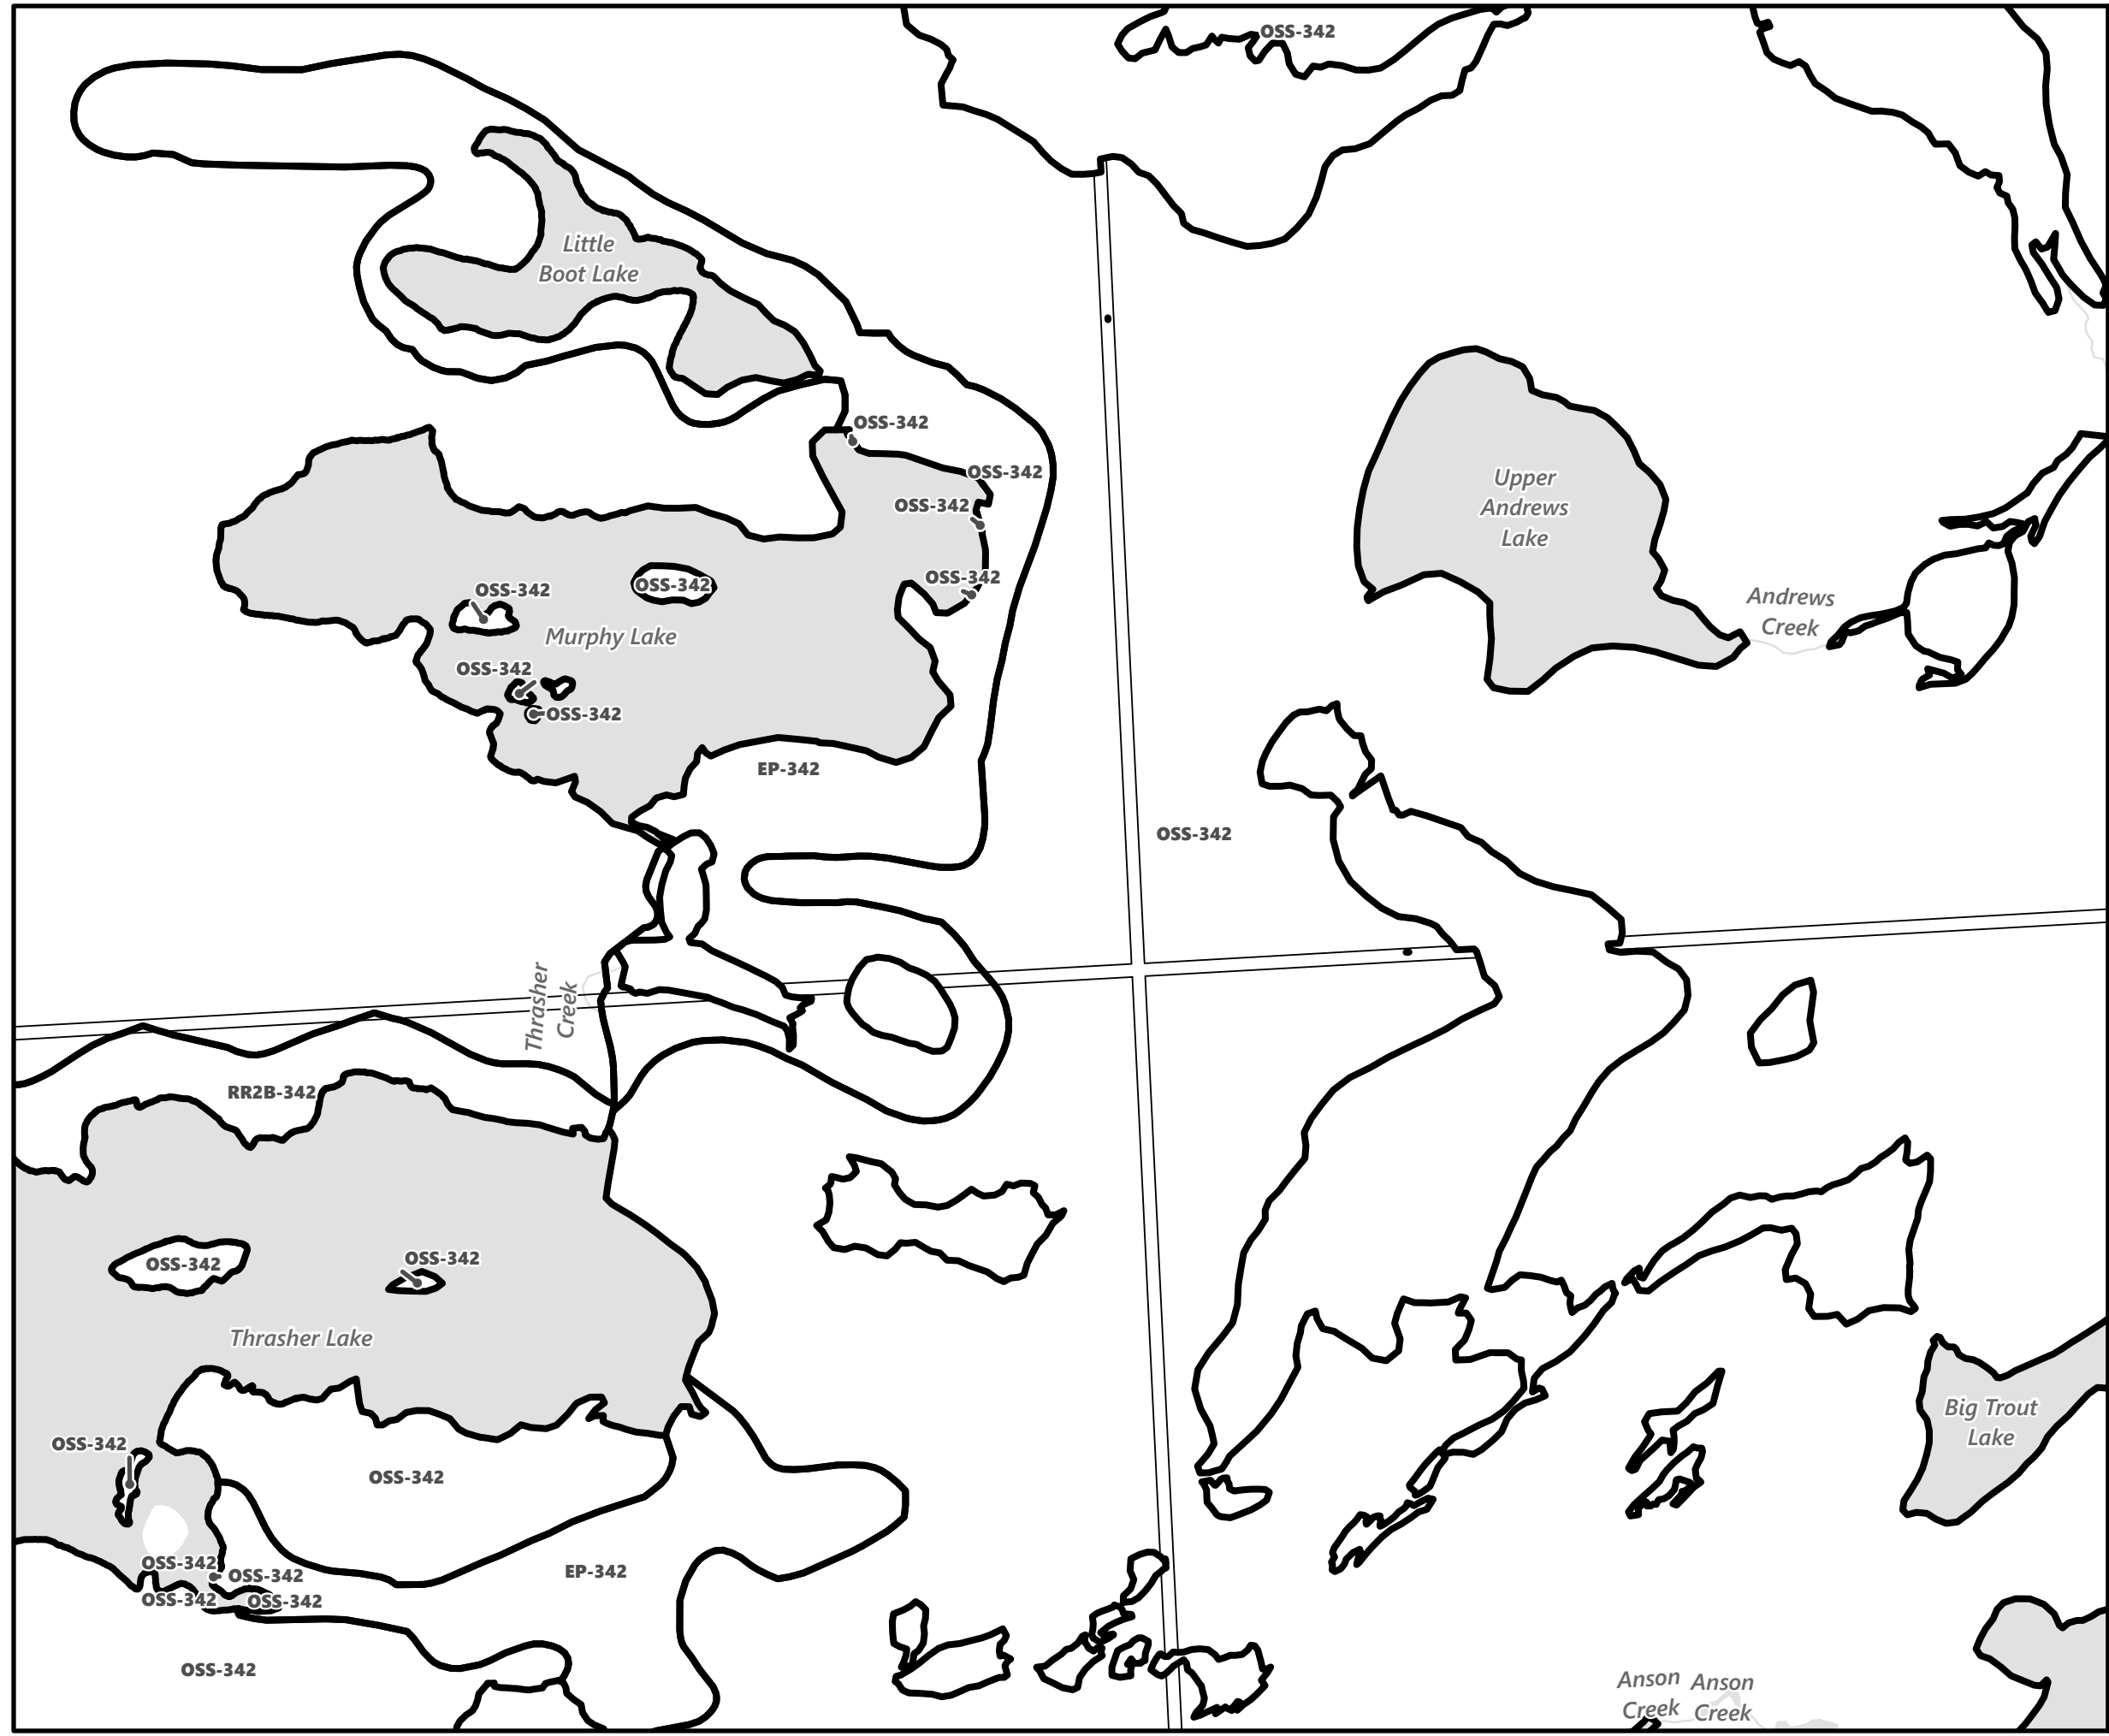 OSS-342
Little
Boot Lake
OSS-342
OSS-342
Upper
Andrews
Lake
OSS-342
OSS-342
OSS-342
OSS-342
Andrews
Creek
Murphy Lake
OSS-342
OSS-342
EP-342
OSS-342
Thrasher
Creek
RR2B-342
OSS-342
OSS-342
Thrasher Lake
Big Trout
Lake
OSS-342
OSS-342
OSS-342
EP-342
OSS-342
OSS-342
OSS-342
OSS-342
Anson
Creek
Anson
Creek